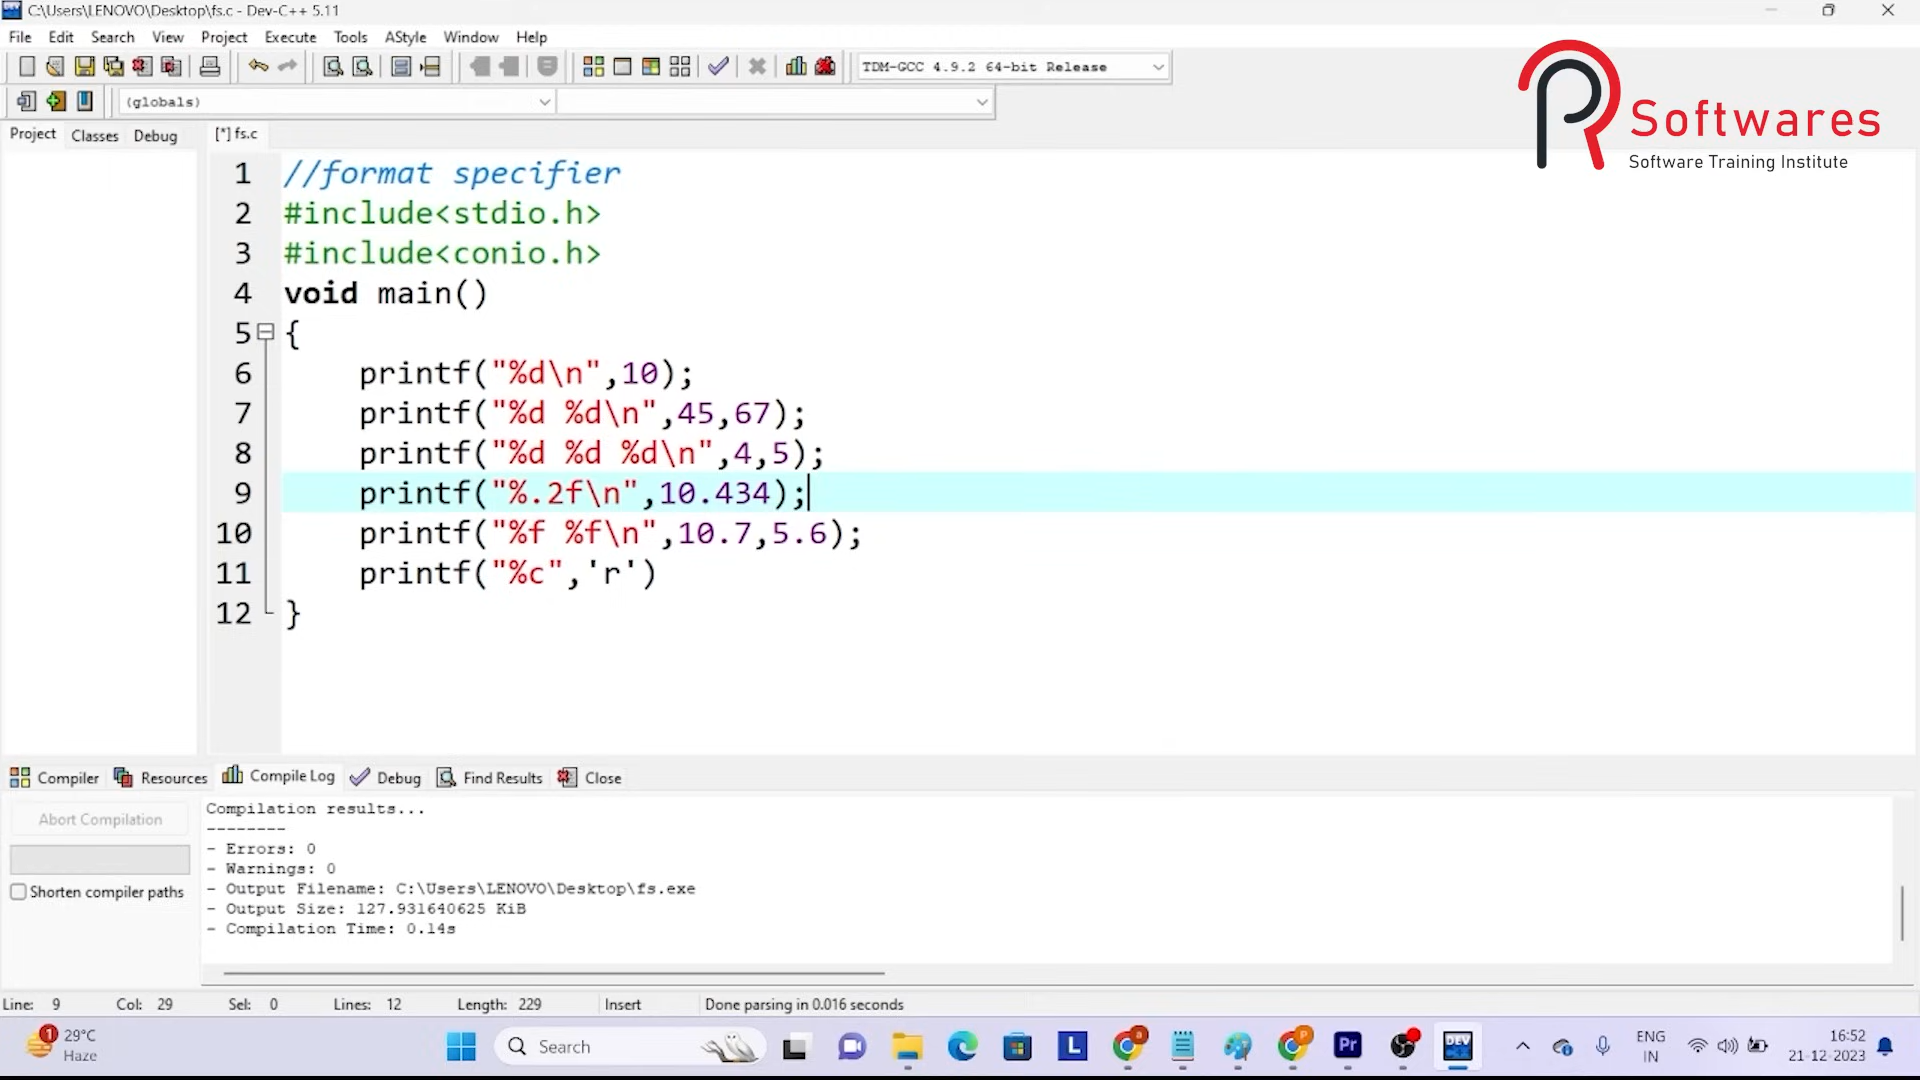 C:\Users\LENOVO\Desktop\fs.c - Dev-C++ 5.11
File Edit Search View Project Execute Tools AStyle Window Help
TDM-GCC 4.9.2 64-bit Release
(globals)
R Softwares
Software Training Institute
Project Classes Debug [*] fs.c
1 //format specifier
2 #include<stdio.h>
3 #include<conio.h>
4 void main()
5 {
6 printf("%d\n",10);
7 printf("%d %d\n",45,67);
8 printf("%d %d %d\n",4,5);
9 printf("%.2f\n",10.434);
10 printf("%f %f\n",10.7,5.6);
11 printf("%c",'r')
12 }
Compiler Resources Compile Log Debug Find Results Close
Abort Compilation
Shorten compiler paths
Compilation results...
--------
- Errors: 0
- Warnings: 0
- Output Filename: C:\Users\LENOVO\Desktop\fs.exe
- Output Size: 127.931640625 KiB
- Compilation Time: 0.14s
Line: 9 Col: 29 Sel: 0 Lines: 12 Length: 229 Insert Done parsing in 0.016 seconds
1
29°C
Haze
Search
L
P
P
Pr
DEV
ENG
IN
16:52
21-12-2023